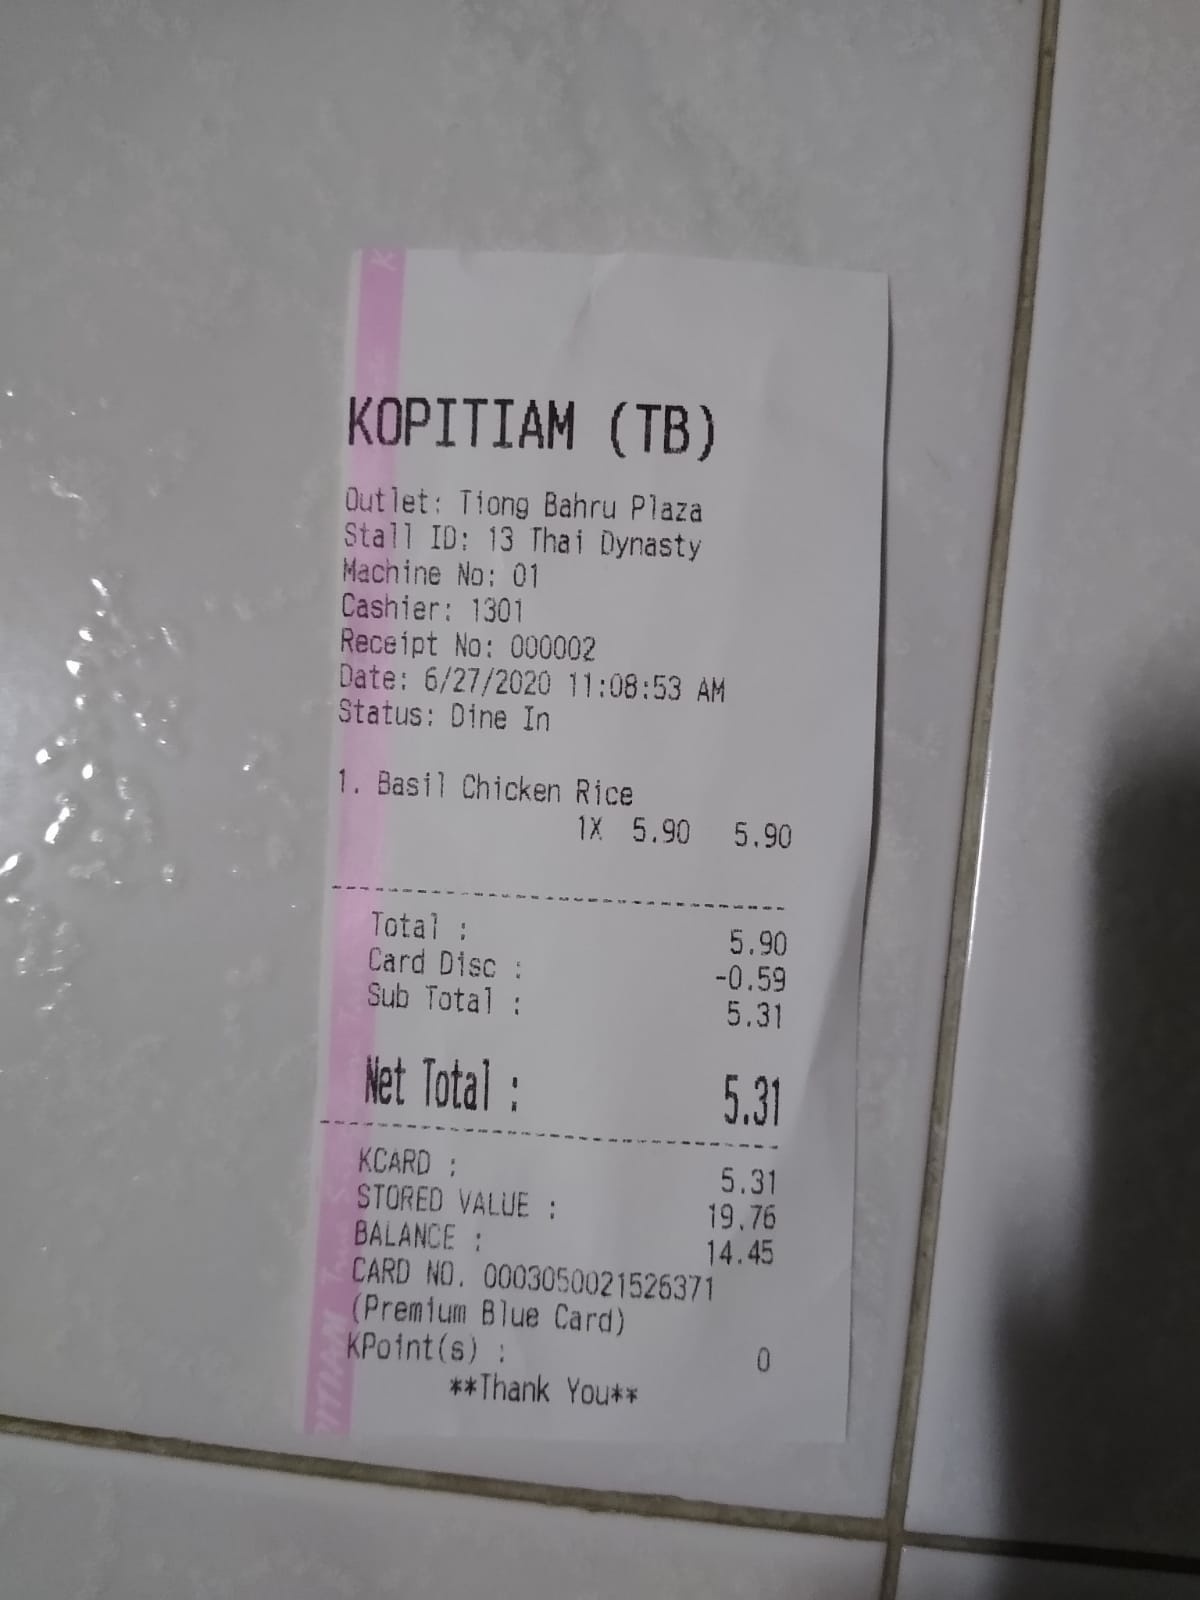 KOPITIAM (TB)
Outlet: Tiong Bahru Plaza
Stall ID: 13 Thai Dynasty
Machine No: 01
Cashier: 1301
Receipt No: 000002
Date: 6/27/2020 11:08:53 AM
Status: Dine In
1. Basil Chicken Rice
1X 5.90 5.90
Total : 5.90
Card Disc : -0.59
Sub Total : 5.31
Net Total : 5.31
KCARD : 5.31
STORED VALUE : 19.76
BALANCE : 14.45
CARD NO. 0003050021526371
(Premium Blue Card)
KPoint(s) : 0
**Thank You**